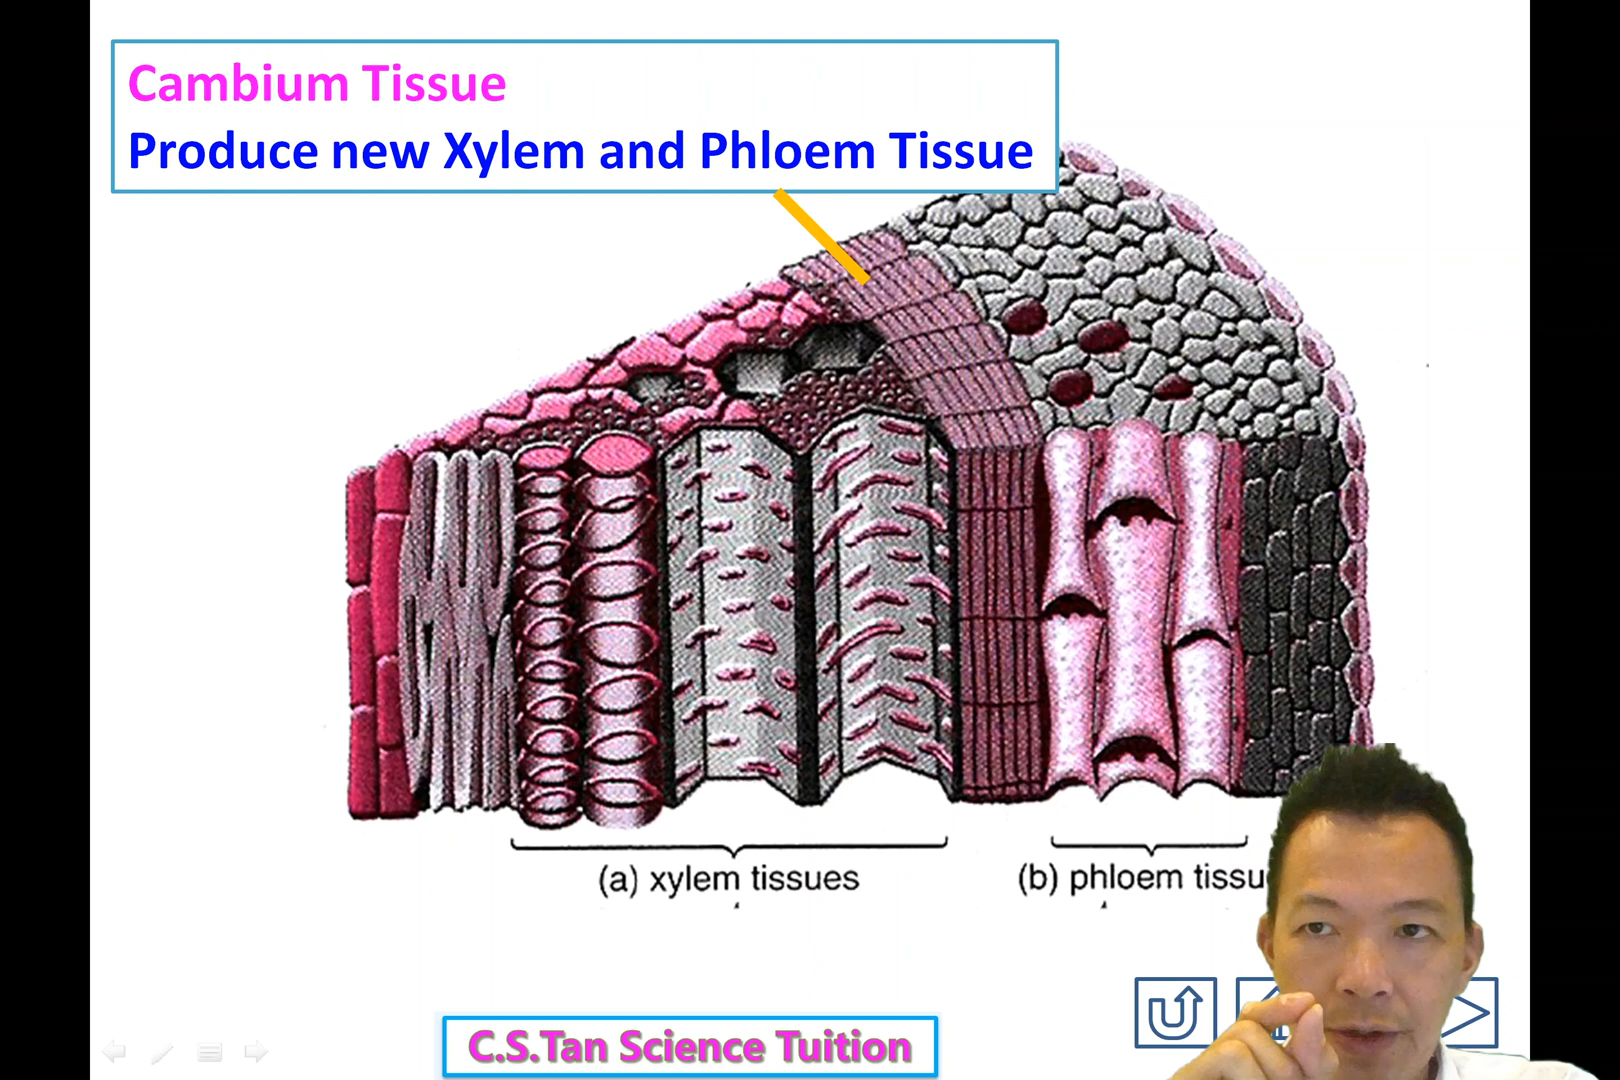 Cambium Tissue
Produce new Xylem and Phloem Tissue
(a) xylem tissues
(b) phloem tissu
C.S.Tan Science Tuition